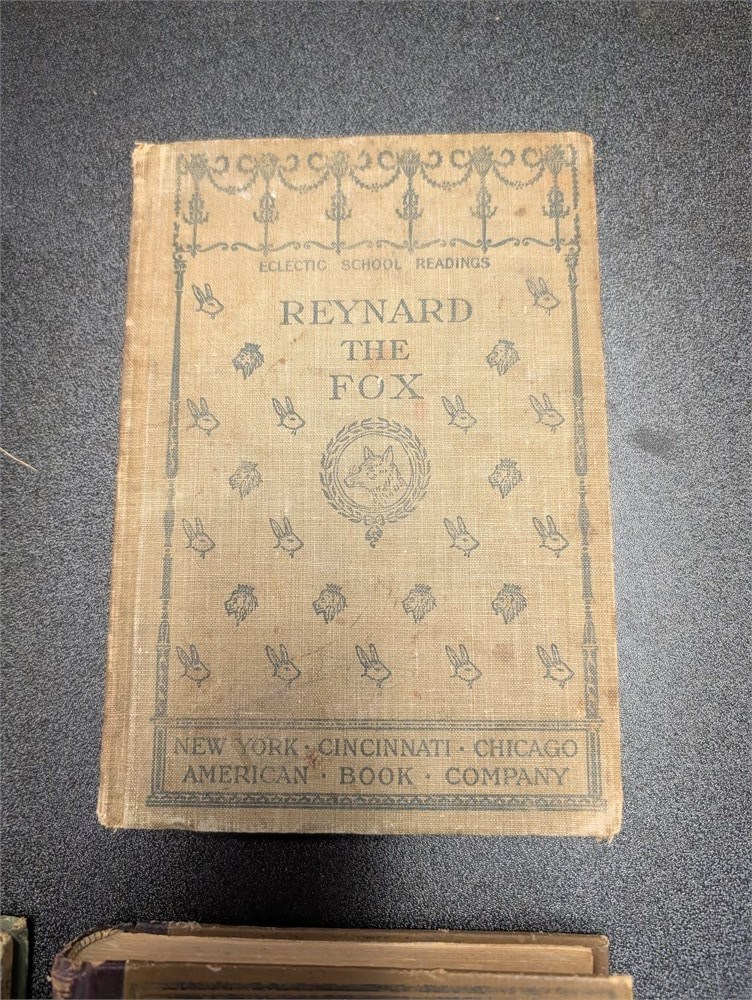 ECLECTIC SCHOOL READINGS
REYNARD
THE
FOX
NEW YORK · CINCINNATI · CHICAGO
AMERICAN · BOOK · COMPANY